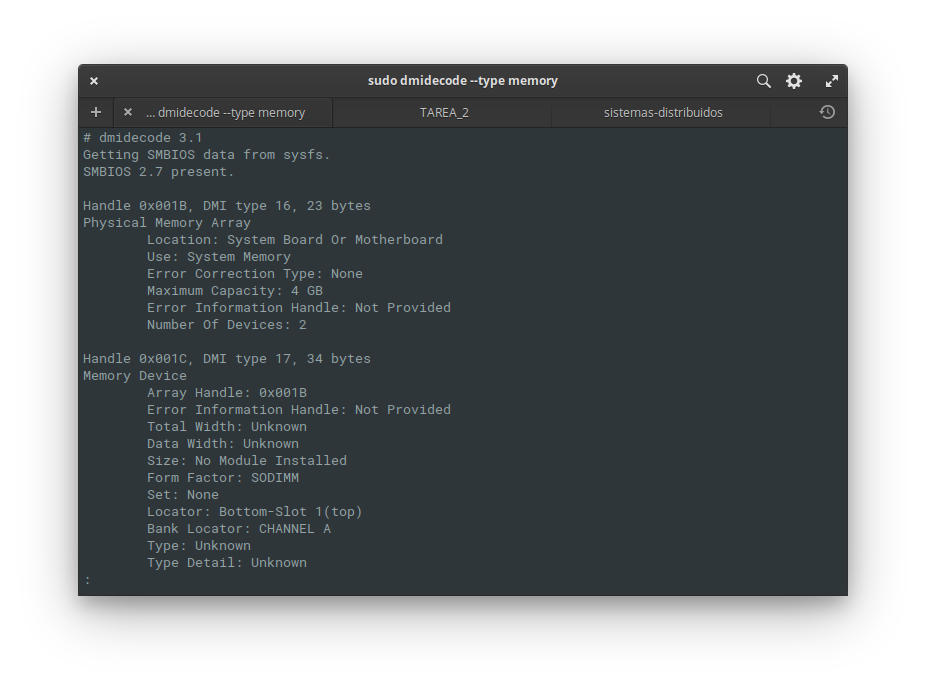 sudo dmidecode --type memory
... dmidecode --type memory
TAREA_2
sistemas-distribuidos
# dmidecode 3.1
Getting SMBIOS data from sysfs.
SMBIOS 2.7 present.
Handle 0x001B, DMI type 16, 23 bytes
Physical Memory Array
Location: System Board Or Motherboard
Use: System Memory
Error Correction Type: None
Maximum Capacity: 4 GB
Error Information Handle: Not Provided
Number Of Devices: 2
Handle 0x001C, DMI type 17, 34 bytes
Memory Device
Array Handle: 0x001B
Error Information Handle: Not Provided
Total Width: Unknown
Data Width: Unknown
Size: No Module Installed
Form Factor: SODIMM
Set: None
Locator: Bottom-Slot 1(top)
Bank Locator: CHANNEL A
Type: Unknown
Type Detail: Unknown
: